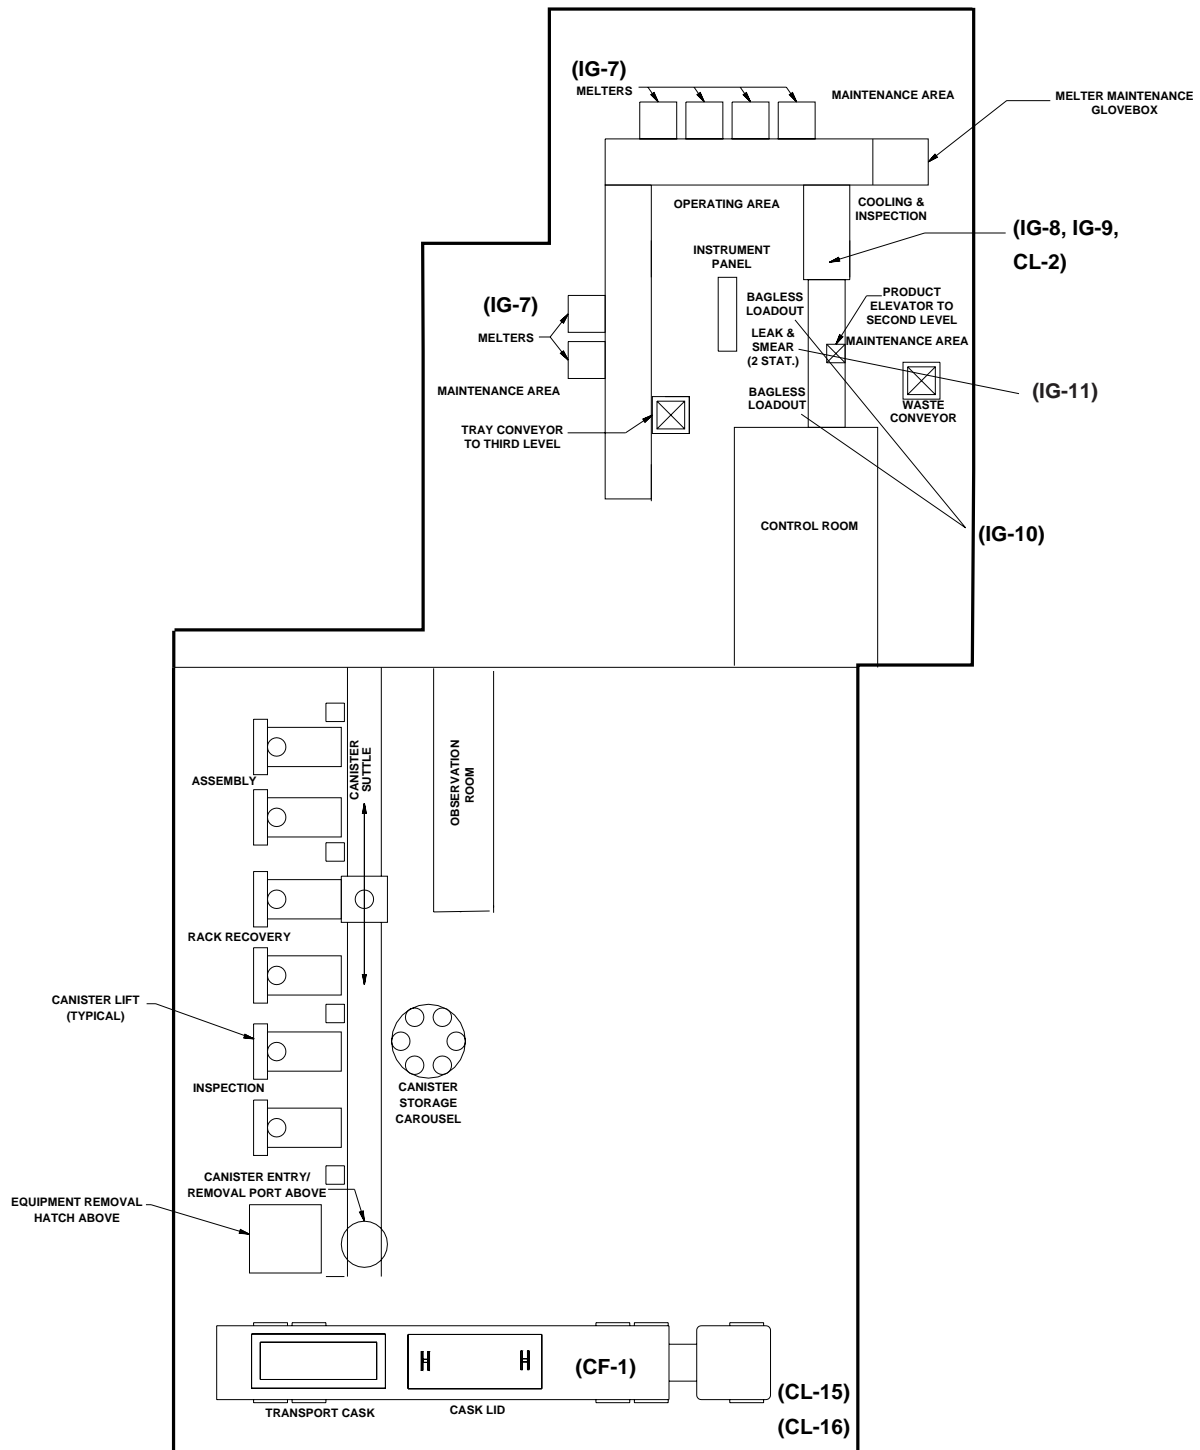 (IG-7)
MELTERS
MAINTENANCE AREA
MELTER MAINTENANCE
GLOVEBOX
OPERATING AREA
COOLING &
INSPECTION
(IG-8, IG-9,
CL-2)
INSTRUMENT
PANEL
BAGLESS
LOADOUT
PRODUCT
ELEVATOR TO
SECOND LEVEL
(IG-7)
MELTERS
LEAK &
SMEAR
(2 STAT.)
MAINTENANCE AREA
MAINTENANCE AREA
BAGLESS
LOADOUT
(IG-11)
WASTE
CONVEYOR
TRAY CONVEYOR
TO THIRD LEVEL
CONTROL ROOM
(IG-10)
ASSEMBLY
CANISTER
SUTTLE
OBSERVATION
ROOM
RACK RECOVERY
CANISTER LIFT
(TYPICAL)
INSPECTION
CANISTER
STORAGE
CAROUSEL
CANISTER ENTRY/
REMOVAL PORT ABOVE
EQUIPMENT REMOVAL
HATCH ABOVE
(CF-1)
(CL-15)
TRANSPORT CASK
CASK LID
(CL-16)